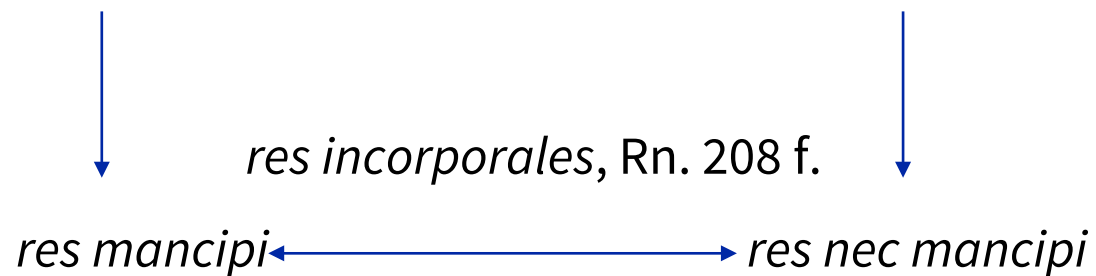 res incorporales, Rn. 208 f.
res mancipi res nec mancipi